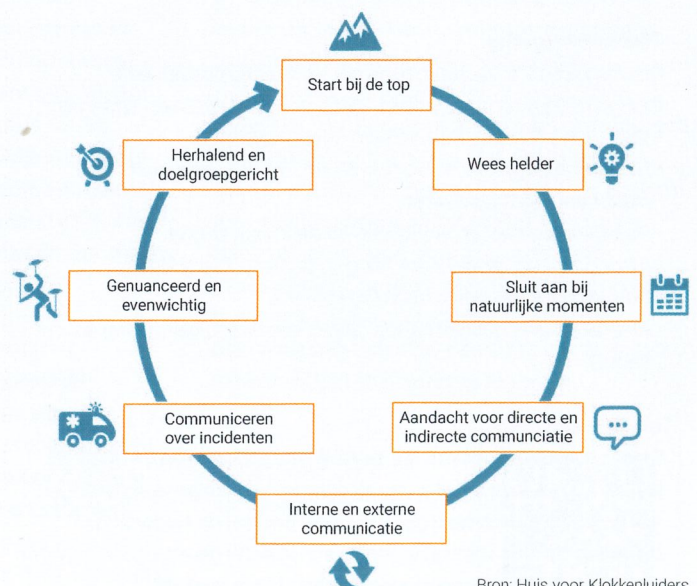 Start bij de top
Wees helder
Sluit aan bij
natuurlijke momenten
Aandacht voor directe en
indirecte communciatie
Interne en externe
communicatie
Communiceren
over incidenten
Genuanceerd en
evenwichtig
Herhalend en
doelgroepgericht
Bron: Huis voor Klokkenluiders